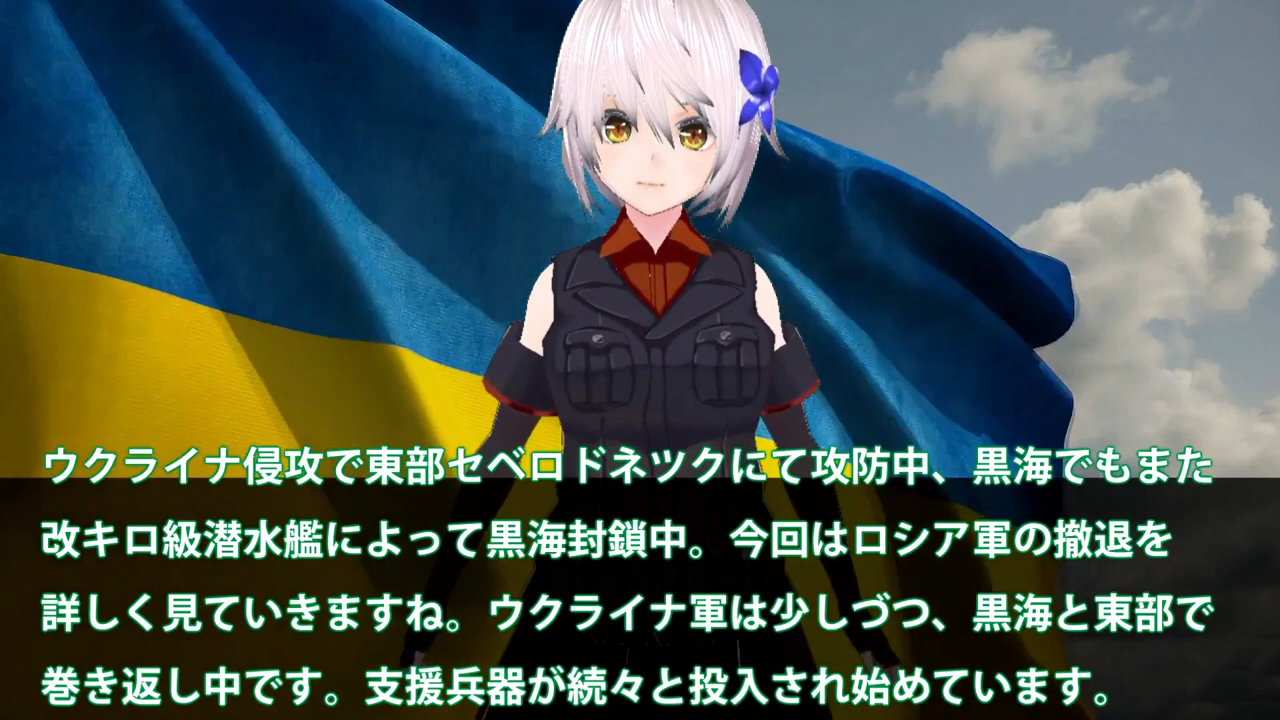 ウクライナ侵攻で東部セベロドネツクにて攻防中、黒海でもまた
改キロ級潜水艦によって黒海封鎖中。今回はロシア軍の撤退を
詳しく見ていきますね。ウクライナ軍は少しづつ、黒海と東部で
巻き返し中です。支援兵器が続々と投入され始めています。